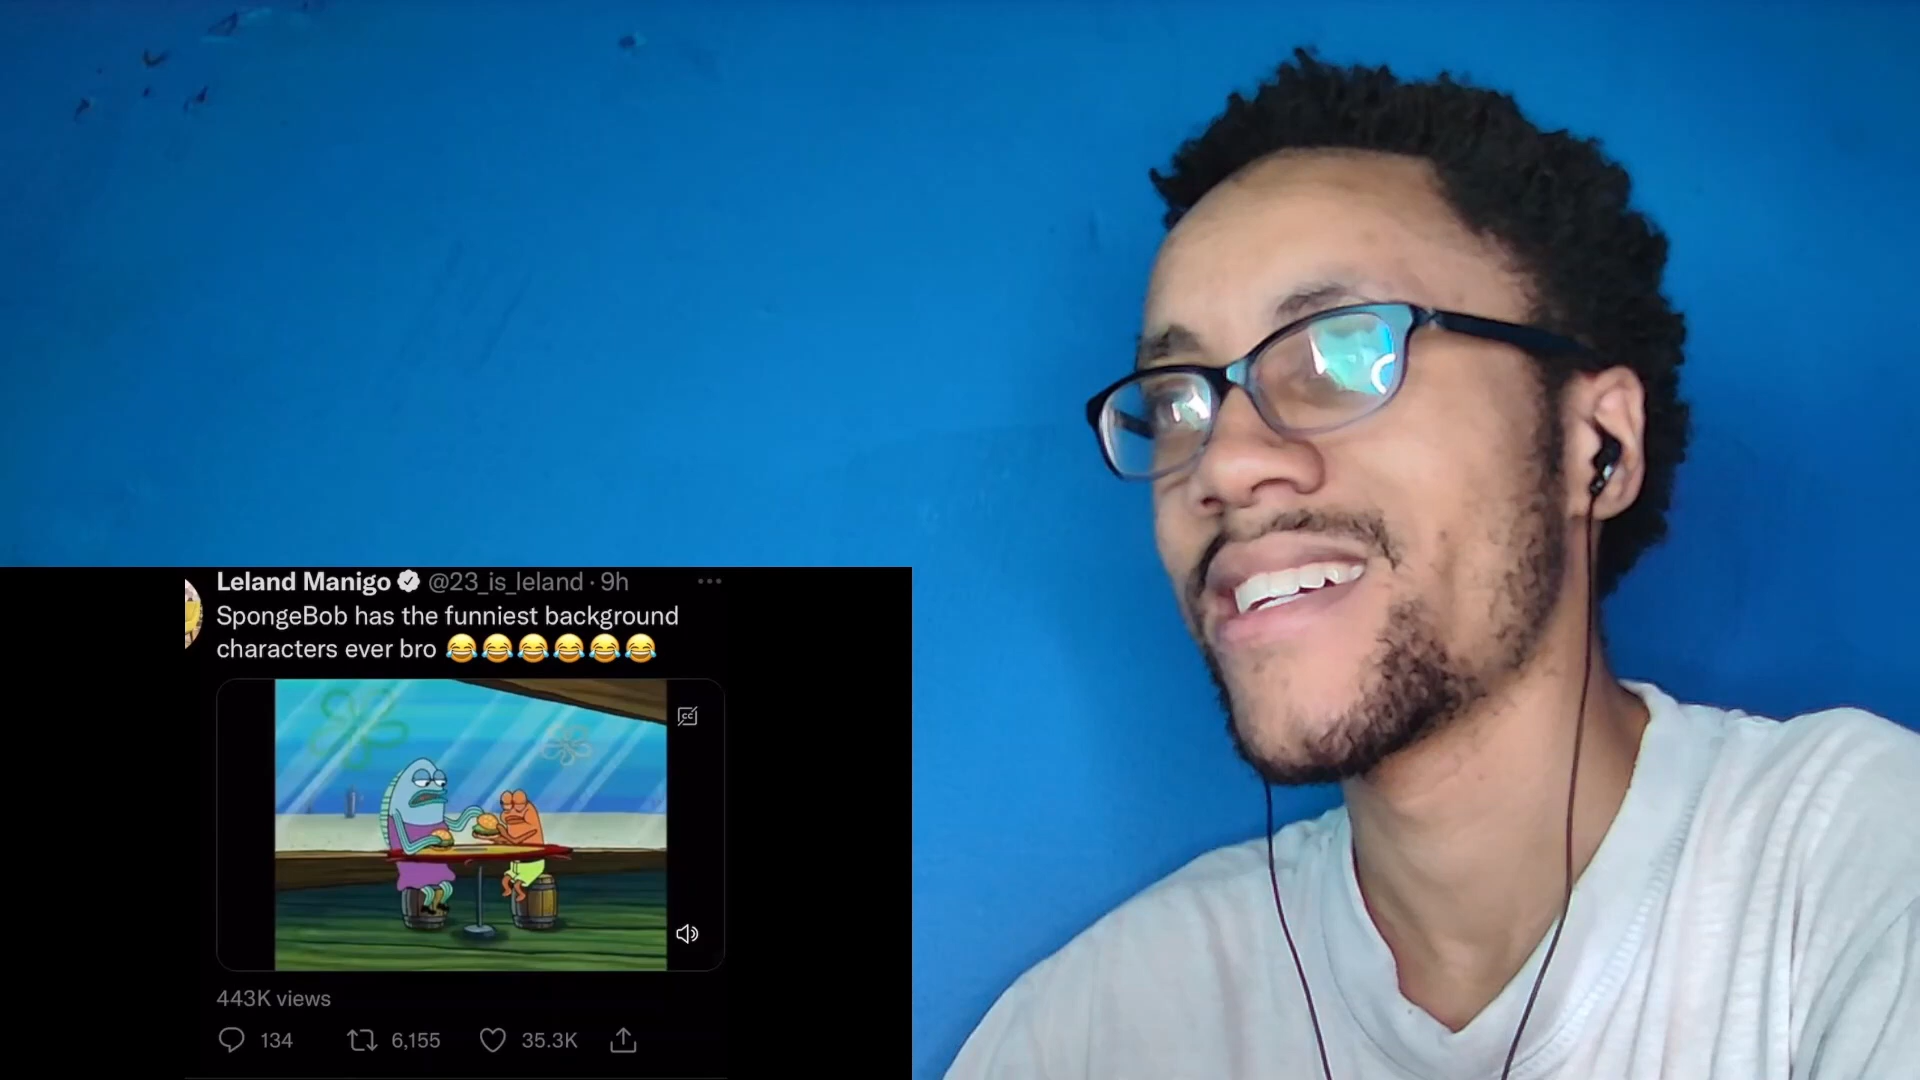 Leland Manigo @23_is_leland · 9h
SpongeBob has the funniest background
characters ever bro 😂😂😂😂😂😂
cc
443K views
134 6,155 35.3K